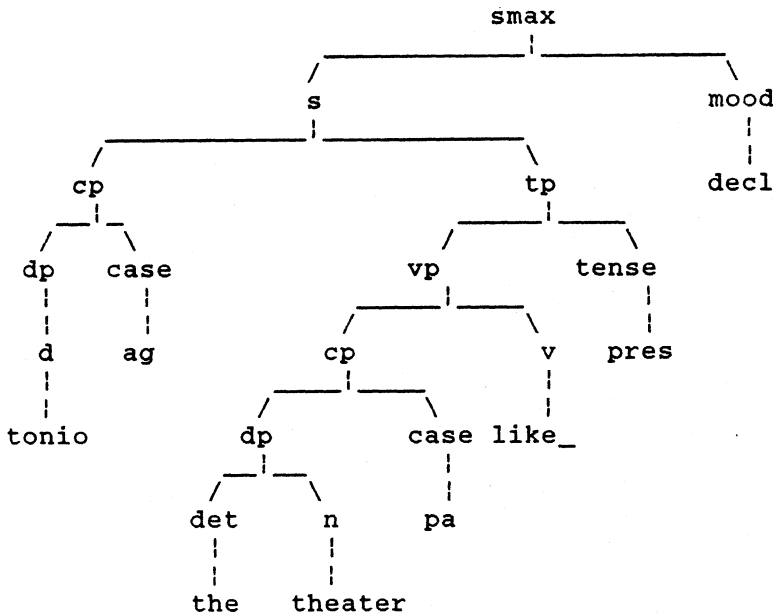 smax
s mood
cp tp decl
dp case vp tense
d ag cp v pres
tonio dp case like_
det n pa
the theater